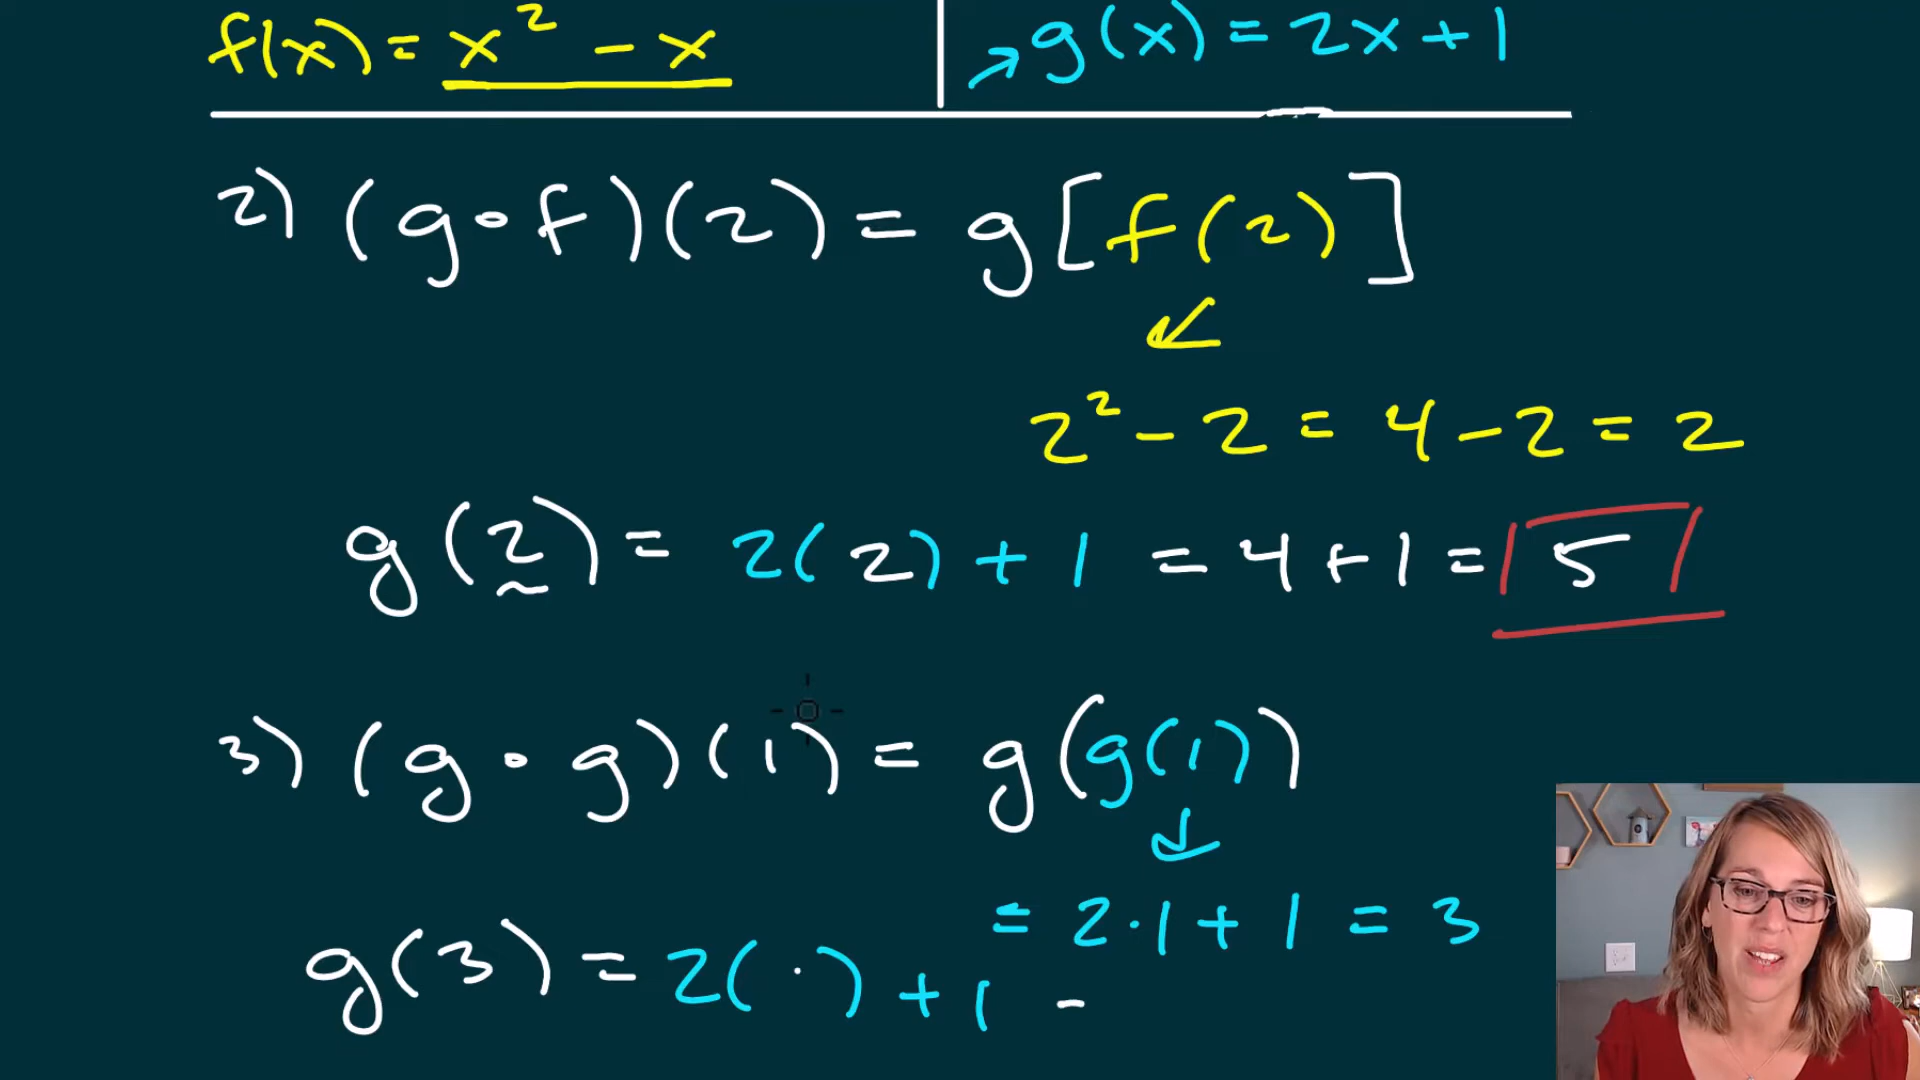 f(x) = x² - x
g(x) = 2x + 1
2) (g∘f)(2) = g[f(2)]
2² - 2 = 4 - 2 = 2
g(2) = 2(2) + 1 = 4 + 1 = 5
3) (g∘g)(1) = g(g(1))
= 2·1 + 1 = 3
g(3) = 2(·) + 1 -